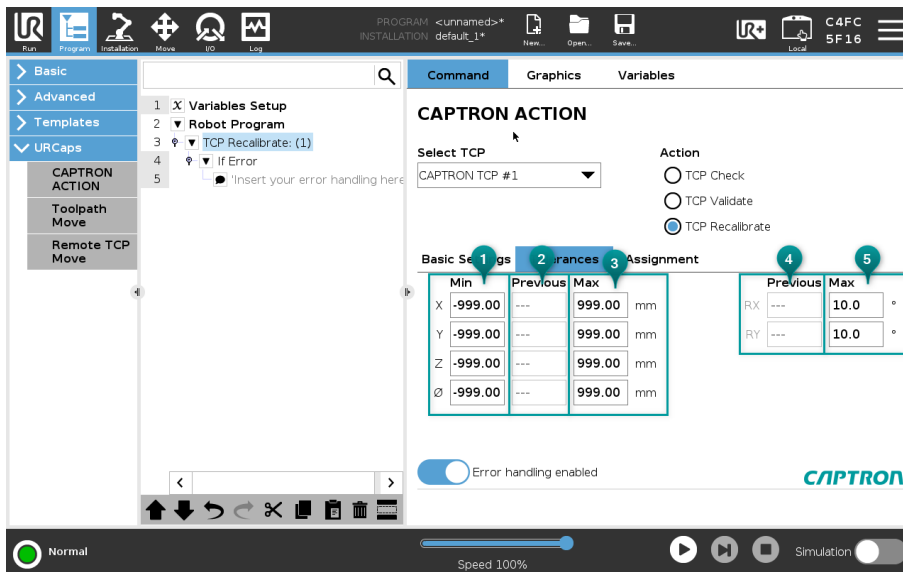 PROGRAM <unnamed>*
INSTALLATION default_1*
New... Open... Save...
UR+
Local
C4FC
5F16
UR
Run Program Installation Move I/O Log
Basic
Advanced
Templates
URCaps
CAPTRON
ACTION
Toolpath
Move
Remote TCP
Move
1 X Variables Setup
2 Robot Program
3 TCP Recalibrate: (1)
4 If Error
5 'Insert your error handling here
Command Graphics Variables
CAPTRON ACTION
Select TCP
CAPTRON TCP #1
Action
TCP Check
TCP Validate
TCP Recalibrate
Basic Assignment
1 2 3 4 5
Min Previous Max Previous Max
X -999.00 --- 999.00 mm RX --- 10.0 °
Y -999.00 --- 999.00 mm RY --- 10.0 °
Z -999.00 --- 999.00 mm
Ø -999.00 --- 999.00 mm
Error handling enabled
CAPTRON
Normal
Speed 100%
Simulation